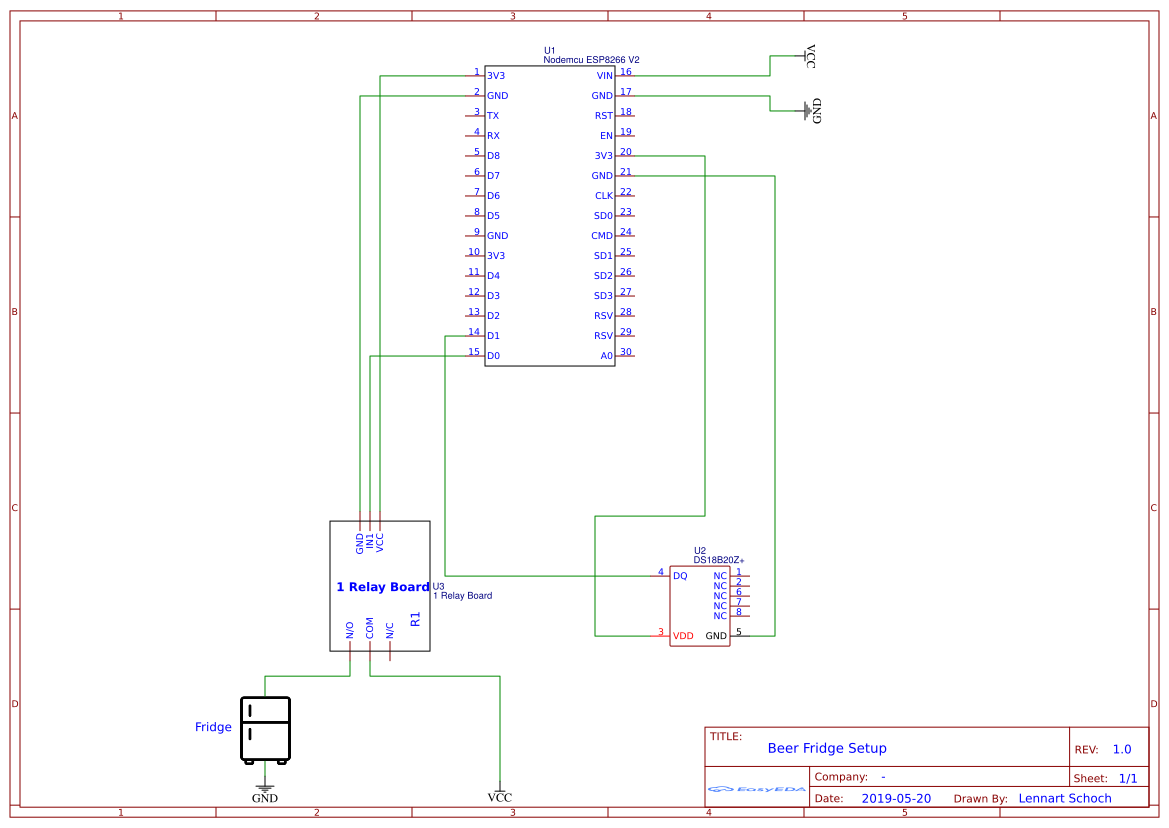 1 2 3 4 5
A
B
C
D
A
B
C
D
1 2 3 4 5
U1
Nodemcu ESP8266 V2
1 3V3 VIN 16
2 GND GND 17
3 TX RST 18
4 RX EN 19
5 D8 3V3 20
6 D7 GND 21
7 D6 CLK 22
8 D5 SD0 23
9 GND CMD 24
10 3V3 SD1 25
11 D4 SD2 26
12 D3 SD3 27
13 D2 RSV 28
14 D1 RSV 29
15 D0 A0 30
VCC
GND
GND IN1 VCC
1 Relay Board
U3
1 Relay Board
R1
N/O COM N/C
U2
DS18B20Z+
4 DQ NC 1
NC 2
NC 6
NC 7
NC 8
3 VDD GND 5
Fridge
GND
VCC
TITLE:
Beer Fridge Setup
REV: 1.0
EasyEDA
Company: -
Sheet: 1/1
Date: 2019-05-20 Drawn By: Lennart Schoch